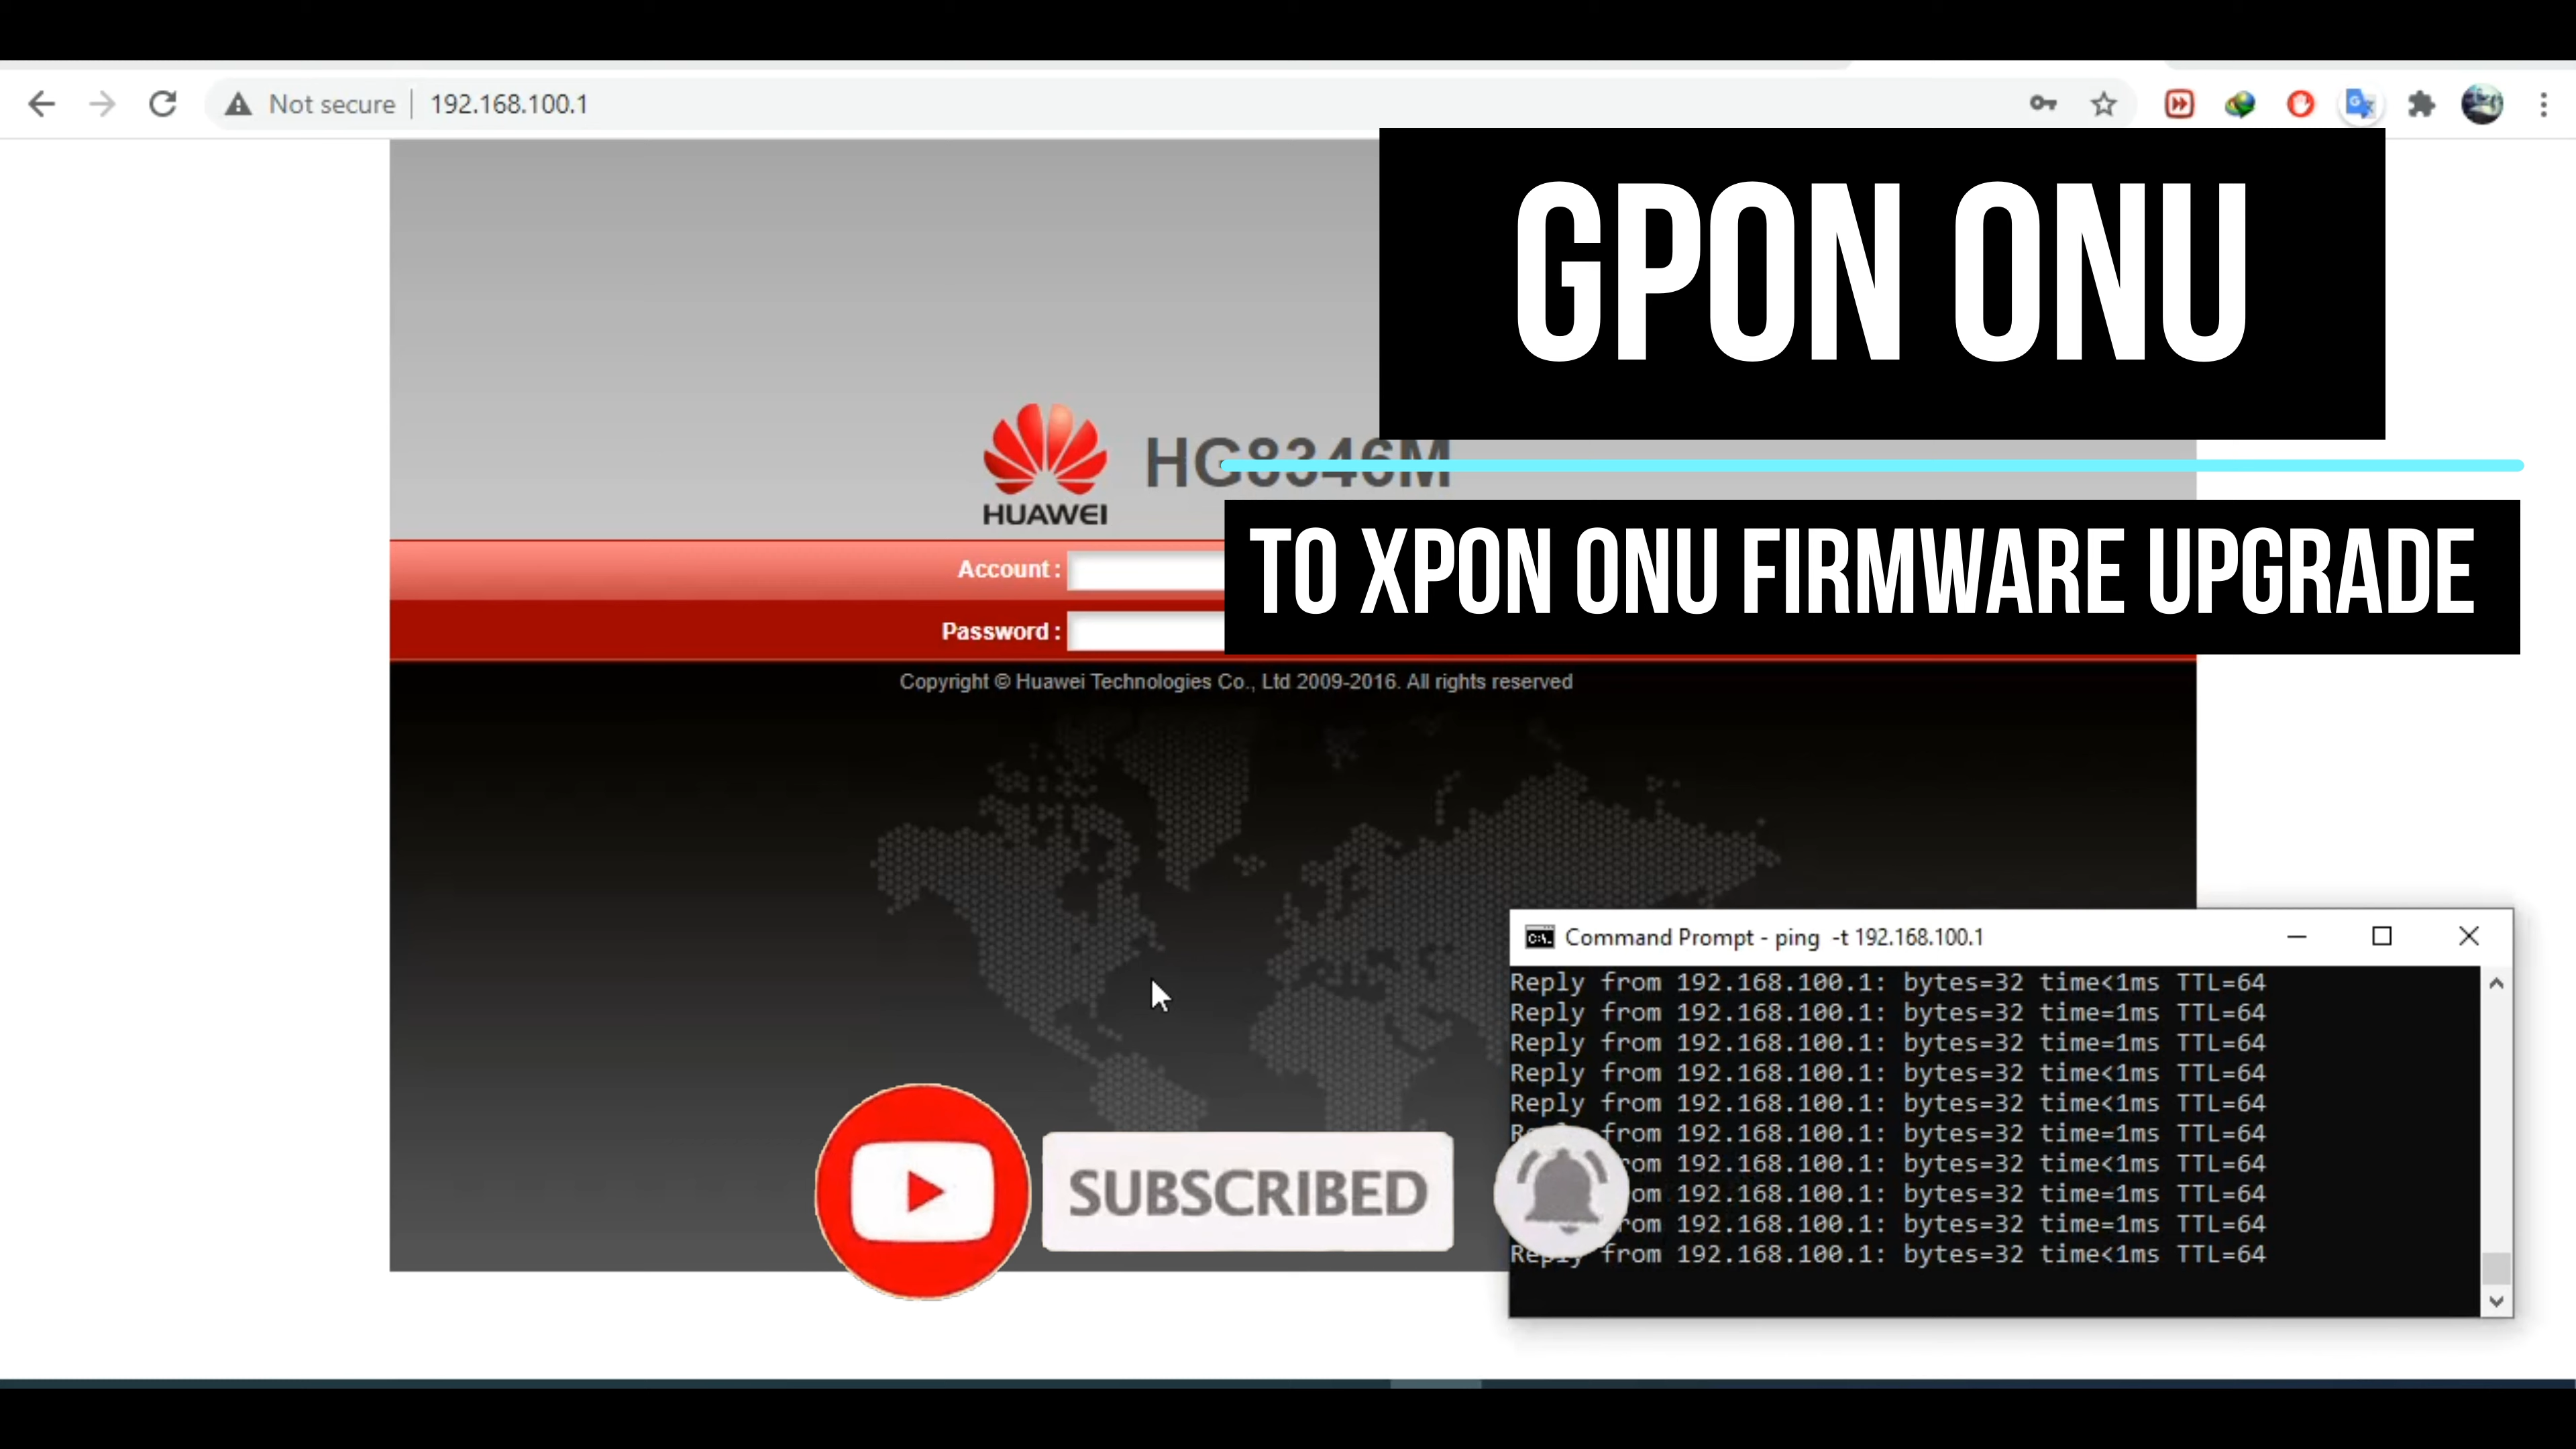 Not secure
192.168.100.1
GPON ONU
HG8346M
HUAWEI
TO XPON ONU FIRMWARE UPGRADE
Account :
Password :
Copyright © Huawei Technologies Co., Ltd 2009-2016. All rights reserved
Command Prompt - ping -t 192.168.100.1
Reply from 192.168.100.1: bytes=32 time<1ms TTL=64
Reply from 192.168.100.1: bytes=32 time=1ms TTL=64
Reply from 192.168.100.1: bytes=32 time=1ms TTL=64
Reply from 192.168.100.1: bytes=32 time<1ms TTL=64
Reply from 192.168.100.1: bytes=32 time<1ms TTL=64
Reply from 192.168.100.1: bytes=32 time=1ms TTL=64
from 192.168.100.1: bytes=32 time<1ms TTL=64
from 192.168.100.1: bytes=32 time=1ms TTL=64
from 192.168.100.1: bytes=32 time=1ms TTL=64
Reply from 192.168.100.1: bytes=32 time<1ms TTL=64
SUBSCRIBED